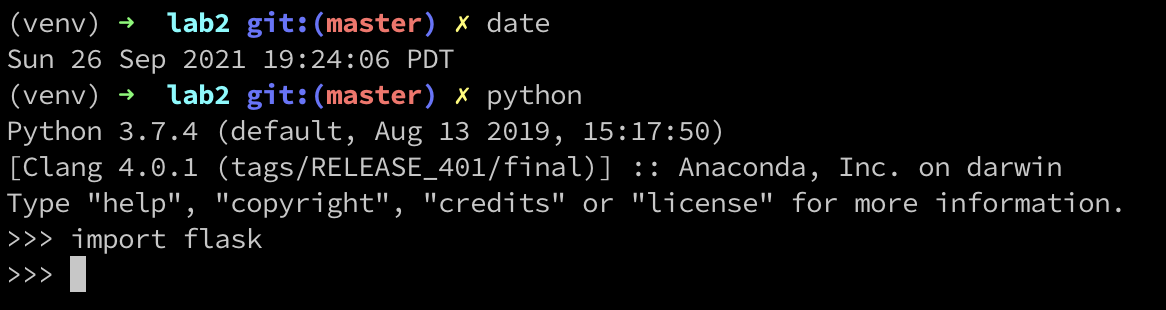 (venv) ➜  lab2 git:(master) ✗ date
Sun 26 Sep 2021 19:24:06 PDT
(venv) ➜  lab2 git:(master) ✗ python
Python 3.7.4 (default, Aug 13 2019, 15:17:50)
[Clang 4.0.1 (tags/RELEASE_401/final)] :: Anaconda, Inc. on darwin
Type "help", "copyright", "credits" or "license" for more information.
>>> import flask
>>>